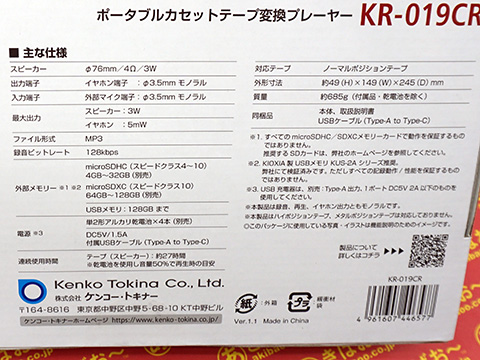 ポータブルカセットテープ変換プレーヤー KR-019CR
■ 主な仕様
スピーカー φ76mm／4Ω／3W
出力端子 イヤホン端子 ：φ3.5mm モノラル
入力端子 外部マイク端子：φ3.5mm モノラル
最大出力 スピーカー：3W
イヤホン：5mW
ファイル形式 MP3
録音ビットレート 128kbps
外部メモリー ※1 ※2 microSDHC（スピードクラス4〜10）
4GB〜32GB（別売）
microSDXC（スピードクラス10）
64GB〜128GB（別売）
USBメモリ：128GB まで
電源 ※3 単2形アルカリ乾電池×4本（別売）
DC5V／1.5A
付属USBケーブル（Type-A to Type-C）
連続使用時間 テープ（スピーカー）：約27時間
※乾電池を使用し音量50％で再生時の目安
対応テープ ノーマルポジションテープ
外形寸法 約49（H）×149（W）×245（D）mm
質量 約685g（付属品・乾電池を除く）
同梱品 本体、取扱説明書
USBケーブル（Type-A to Type-C）
※1. すべての microSDHC／SDXCメモリーカードで動作を保証するもの
ではありません。
推奨するSDカードは、弊社ホームページを参照してください。
※2. KIOXIA 製 USBメモリ KUS-2A シリーズ推奨。
弊社にて検証済みです。ただしすべての記録動作／性能を保証するもの
ではありません。
※3. USB 充電器は、別売：Type-A 出力、1ポート DC5V 2A 以下のものを
使用してください。
※本製品は録音、再生、イヤホン出力ともモノラルです。
※本製品はハイポジションテープ、メタルポジションテープは対応しておりません。
◎このパッケージに使用している写真・イラストは機能説明のためのイメージです。
製品について
詳しくはコチラ
KR-019CR
4 961607 446577
Kenko Tokina Co., Ltd.
株式会社 ケンコー・トキナー
〒164-8616 東京都中野区中野5-68-10 KT中野ビル
ケンコー・トキナーホームページ https://www.kenko-tokina.co.jp/
紙 ：外箱
プラ ：緩衝材 袋
Ver.1.1 Made in China